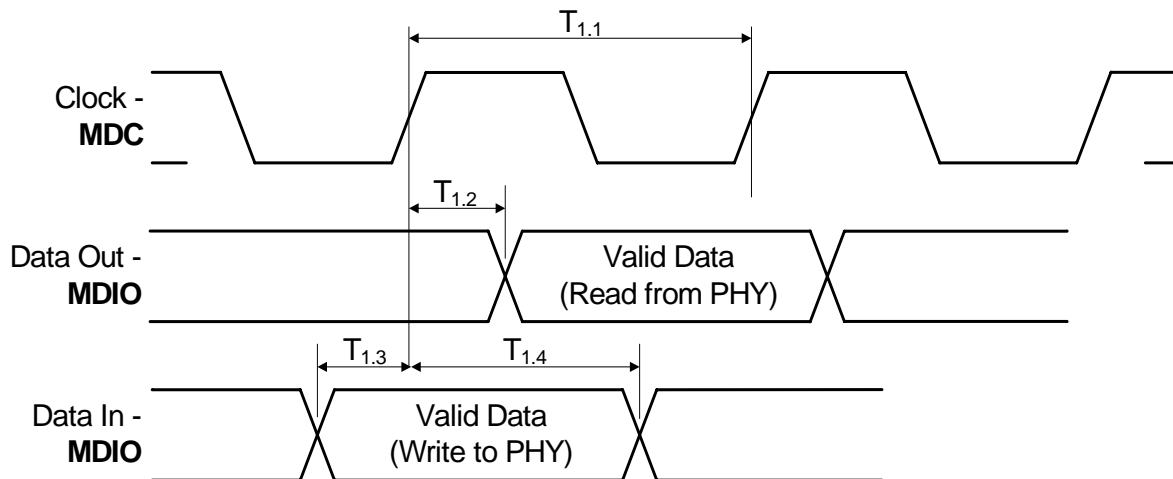 T1.1
Clock -
MDC
T1.2
Data Out -
MDIO
Valid Data
(Read from PHY)
T1.3
T1.4
Data In -
MDIO
Valid Data
(Write to PHY)